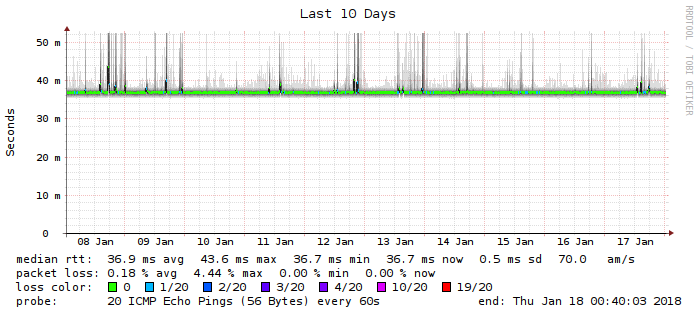 Last 10 Days
RRDTOOL / TOBI OETIKER
Seconds
50 m
40 m
30 m
20 m
10 m
0
08 Jan 09 Jan 10 Jan 11 Jan 12 Jan 13 Jan 14 Jan 15 Jan 16 Jan 17 Jan
median rtt: 36.9 ms avg 43.6 ms max 36.7 ms min 36.7 ms now 0.5 ms sd 70.0 am/s
packet loss: 0.18 % avg 4.44 % max 0.00 % min 0.00 % now
loss color: 0 1/20 2/20 3/20 4/20 10/20 19/20
probe: 20 ICMP Echo Pings (56 Bytes) every 60s end: Thu Jan 18 00:40:03 2018